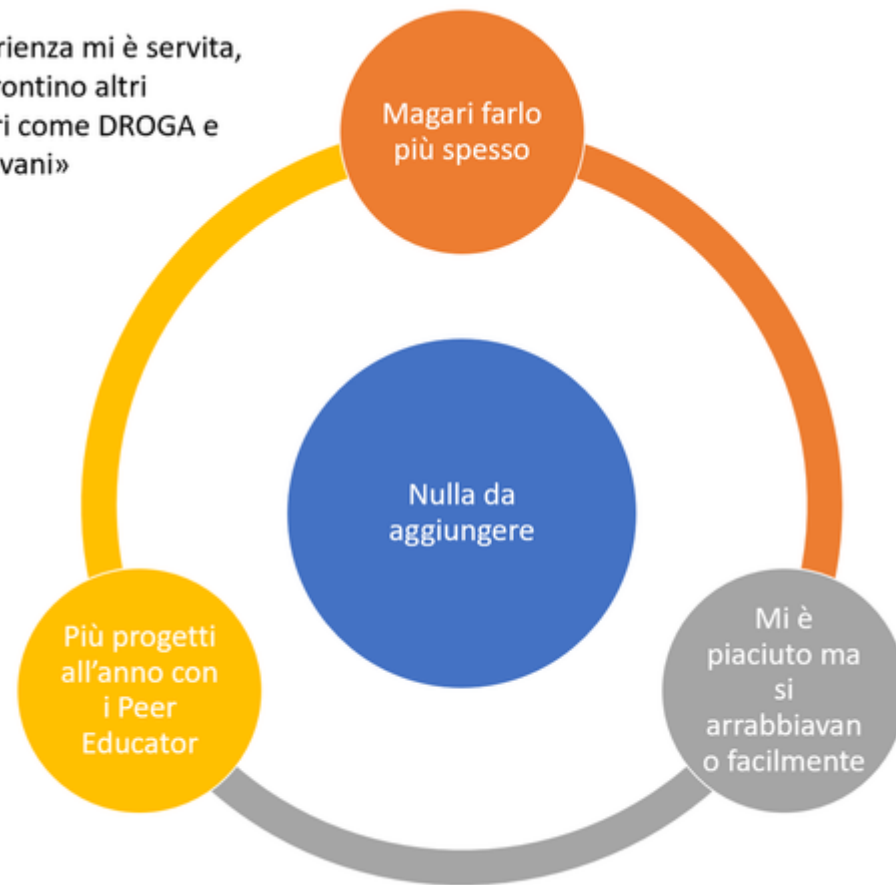 rienza mi è servita,
ontino altri
ri come DROGA e
vani»
Magari farlo
più spesso
Nulla da
aggiungere
Più progetti
all'anno con
i Peer
Educator
Mi è
piaciuto ma
si
arrabbiavan
o facilmente